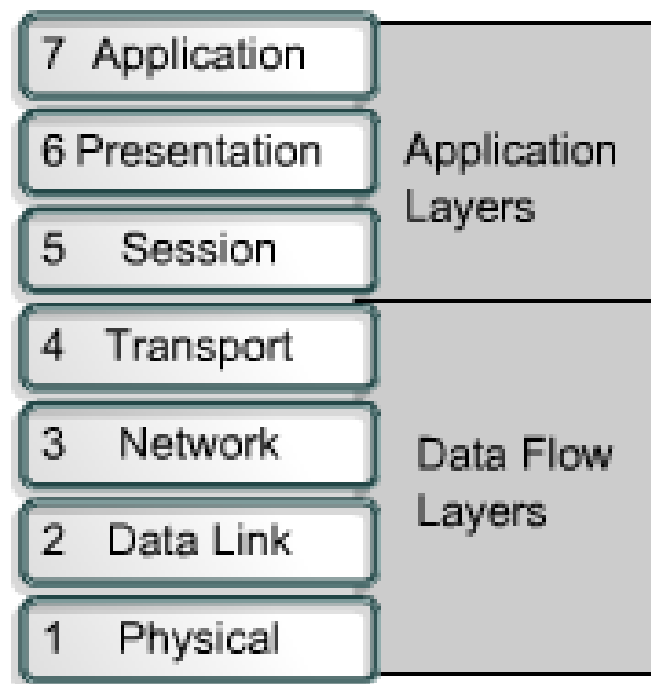 7 Application
6 Presentation
5 Session
Application
Layers
4 Transport
3 Network
2 Data Link
1 Physical
Data Flow
Layers